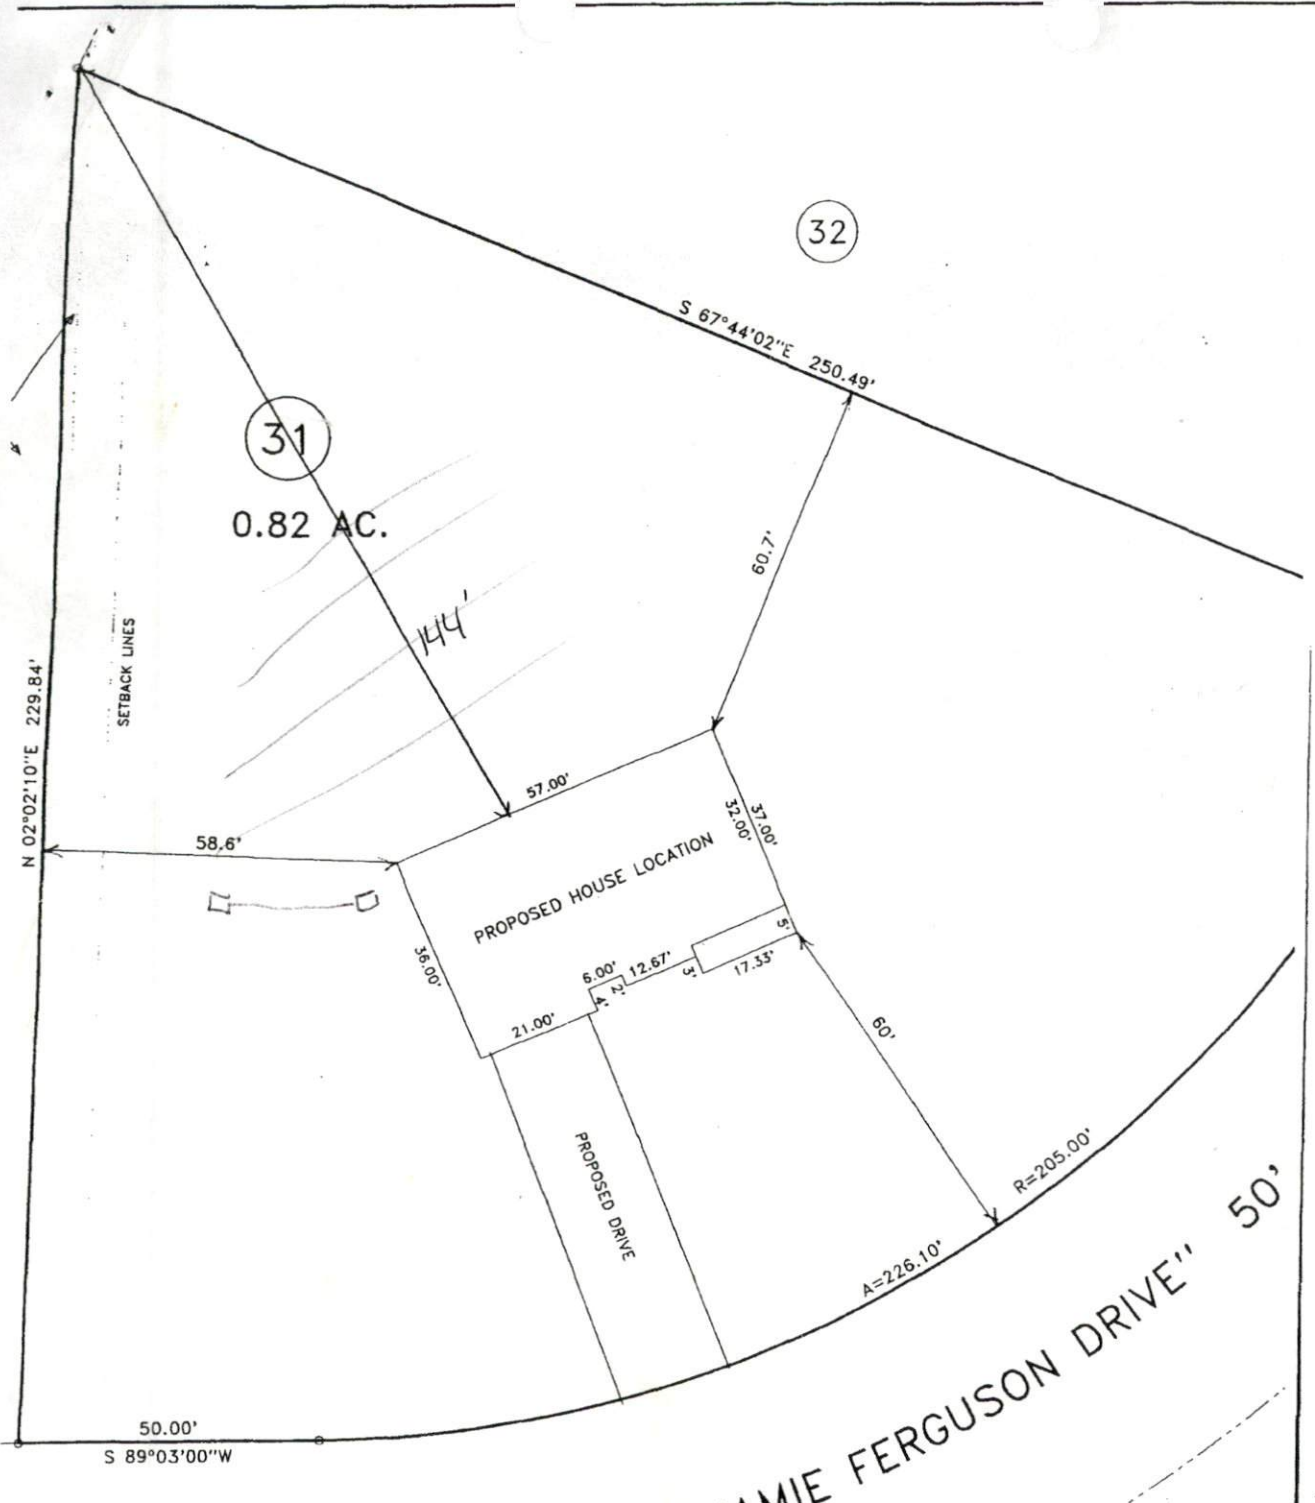 32
S 67°44'02"E 250.49'
31
0.82 AC.
60.7'
144'
SETBACK LINES
N 02°02'10"E 229.84'
57.00'
58.6'
37.00'
32.00'
PROPOSED HOUSE LOCATION
36.00'
5'
17.33'
3'
12.67'
6.00'
2'
4'
21.00'
60'
PROPOSED DRIVE
R=205.00'
A=226.10'
50.00'
S 89°03'00"W
FERGUSON DRIVE" 50'